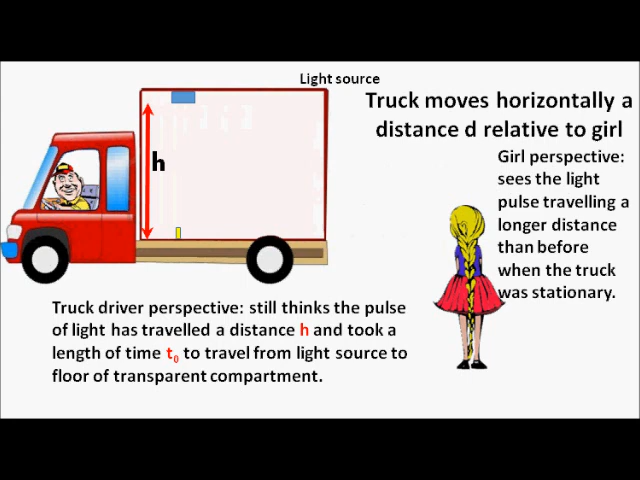 Light source
Truck moves horizontally a
distance d relative to girl
Girl perspective:
sees the light
pulse travelling a
longer distance
than before
when the truck
was stationary.
h
Truck driver perspective: still thinks the pulse
of light has travelled a distance h and took a
length of time t₀ to travel from light source to
floor of transparent compartment.